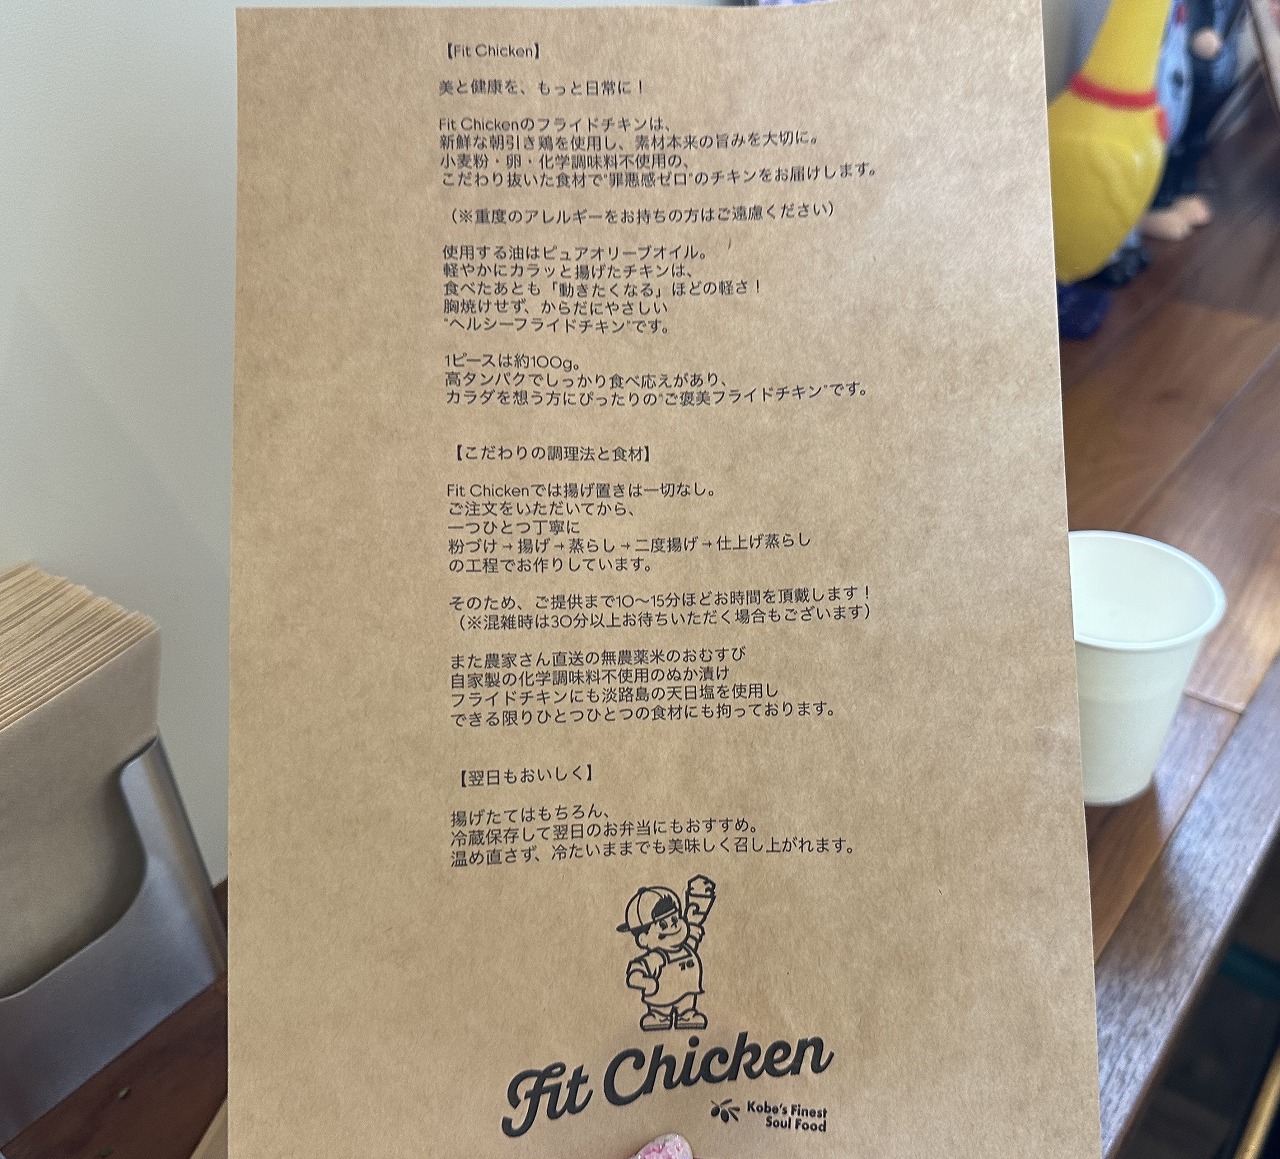 【Fit Chicken】
美と健康を、もっと日常に！
Fit Chickenのフライドチキンは、
新鮮な朝引き鶏を使用し、素材本来の旨みを大切に。
小麦粉・卵・化学調味料不使用の、
こだわり抜いた食材で"罪悪感ゼロ"のチキンをお届けします。
（※重度のアレルギーをお持ちの方はご遠慮ください）
使用する油はピュアオリーブオイル。
軽やかにカラッと揚げたチキンは、
食べたあとも「動きたくなる」ほどの軽さ！
胸焼けせず、からだにやさしい
"ヘルシーフライドチキン"です。
1ピースは約100g。
高タンパクでしっかり食べ応えがあり、
カラダを想う方にぴったりの"ご褒美フライドチキン"です。
【こだわりの調理法と食材】
Fit Chickenでは揚げ置きは一切なし。
ご注文をいただいてから、
一つひとつ丁寧に
粉づけ→揚げ→蒸らし→二度揚げ→仕上げ蒸らし
の工程でお作りしています。
そのため、ご提供まで10〜15分ほどお時間を頂戴します！
（※混雑時は30分以上お待ちいただく場合もございます）
また農家さん直送の無農薬米のおむすび
自家製の化学調味料不使用のぬか漬け
フライドチキンにも淡路島の天日塩を使用し
できる限りひとつひとつの食材にも拘っております。
【翌日もおいしく】
揚げたてはもちろん、
冷蔵保存して翌日のお弁当にもおすすめ。
温め直さず、冷たいままでも美味しく召し上がれます。
76
Fit Chicken
Kobe's Finest
Soul Food